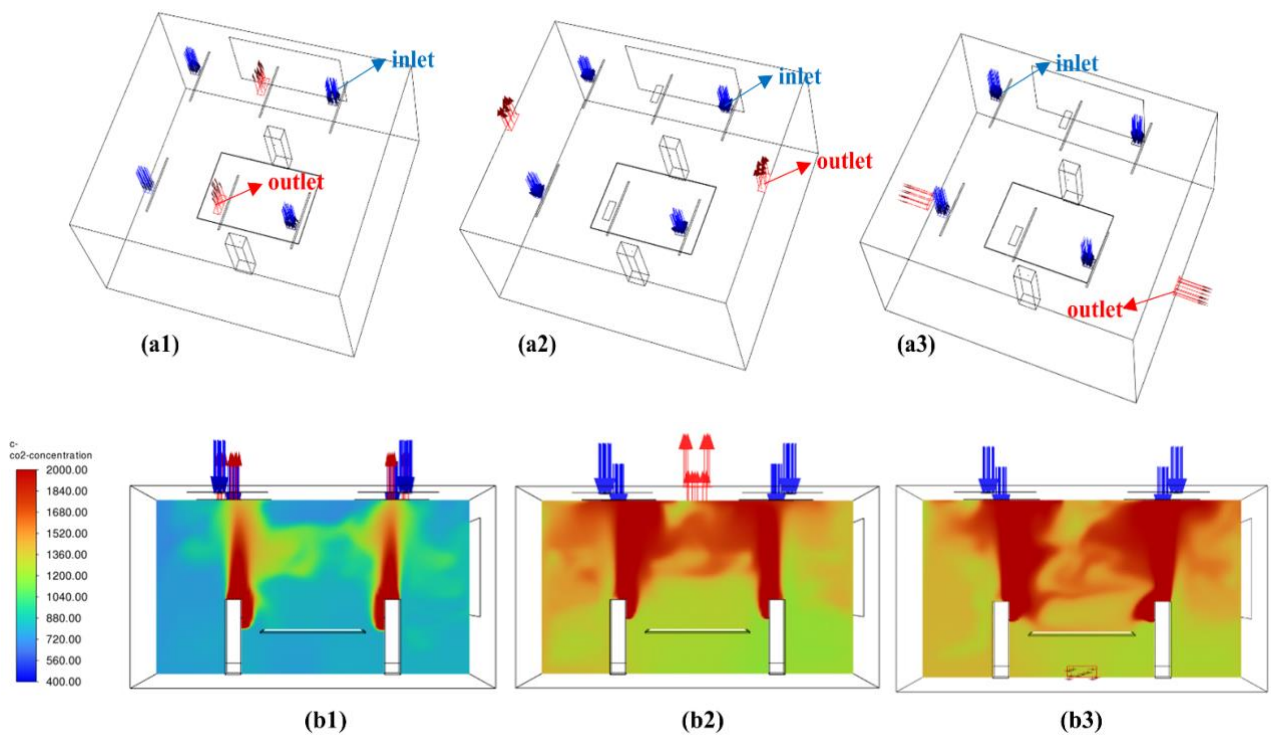 inlet
outlet
(a1)
inlet
outlet
(a2)
inlet
outlet
(a3)
c-
co2-concentration
2000.00
1840.00
1680.00
1520.00
1360.00
1200.00
1040.00
880.00
720.00
560.00
400.00
(b1)
(b2)
(b3)